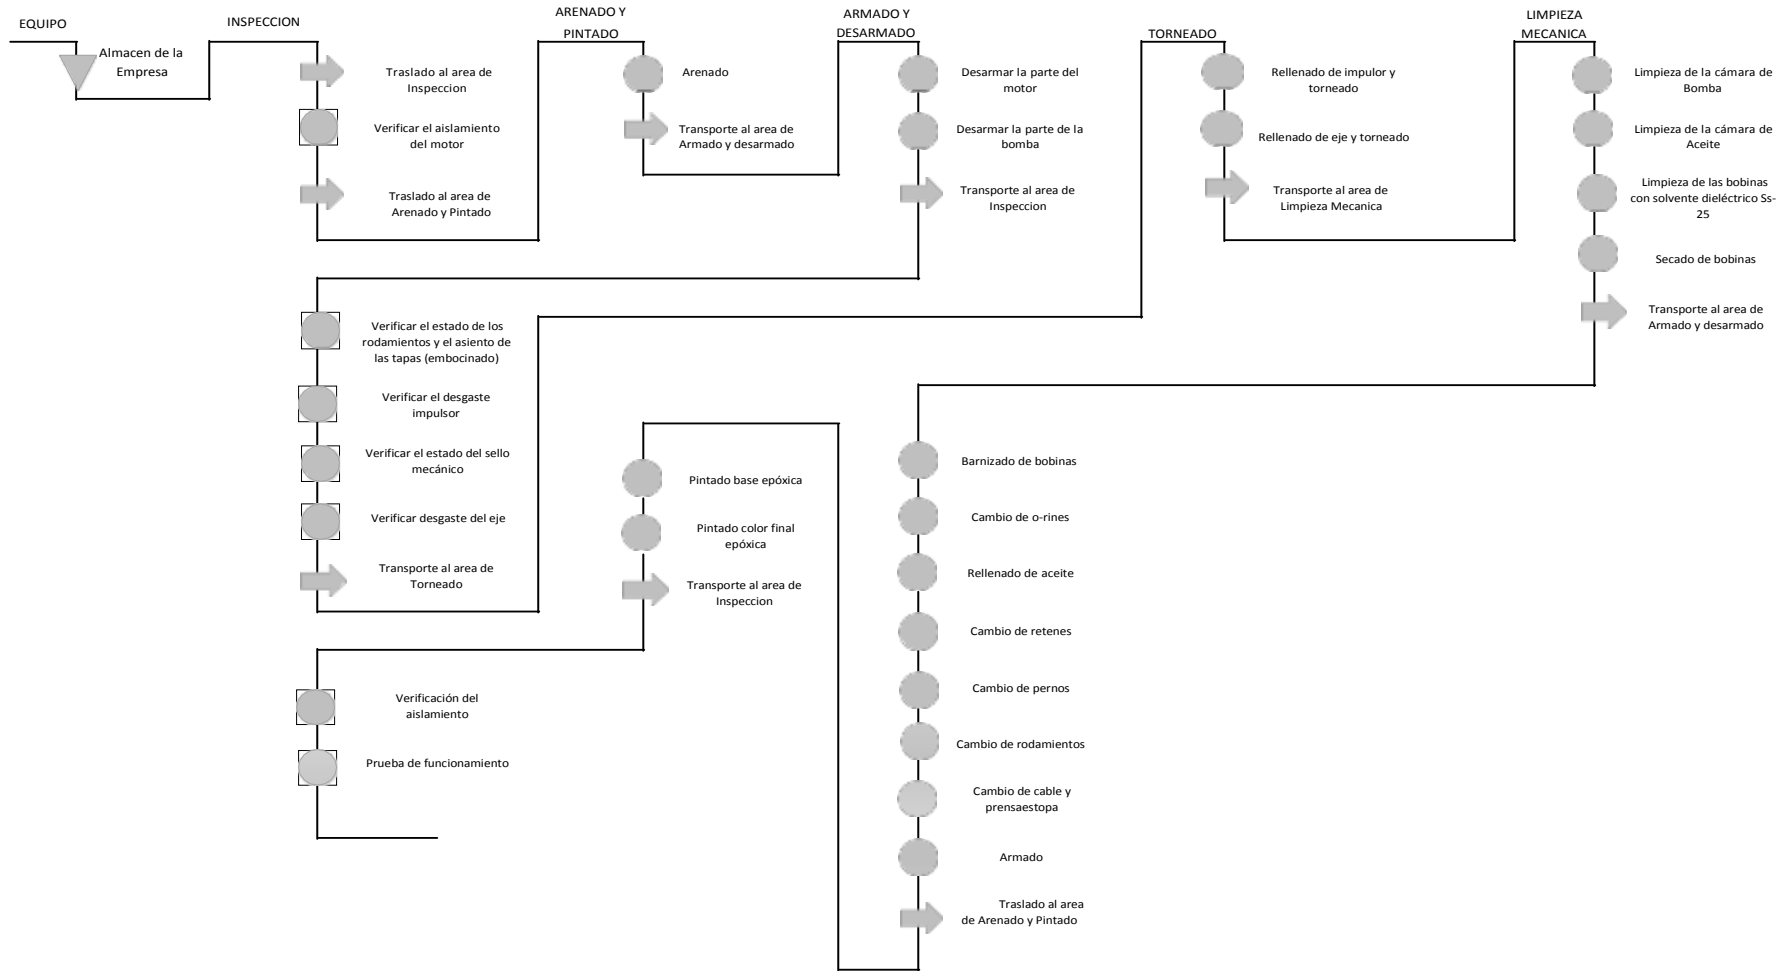 EQUIPO
Almacen de la
Empresa
INSPECCION
Traslado al area de
Inspeccion
Verificar el aislamiento
del motor
Traslado al area de
Arenado y Pintado
ARENADO Y
PINTADO
Arenado
Transporte al area de
Armado y desarmado
ARMADO Y
DESARMADO
Desarmar la parte del
motor
Desarmar la parte de la
bomba
Transporte al area de
Inspeccion
Verificar el estado de los
rodamientos y el asiento de
las tapas (embocinado)
Verificar el desgaste
impulsor
Verificar el estado del sello
mecánico
Verificar desgaste del eje
Transporte al area de
Torneado
TORNEADO
Rellenado de impulor y
torneado
Rellenado de eje y torneado
Transporte al area de
Limpieza Mecanica
LIMPIEZA
MECANICA
Limpieza de la cámara de
Bomba
Limpieza de la cámara de
Aceite
Limpieza de las bobinas
con solvente dieléctrico Ss-
25
Secado de bobinas
Transporte al area de
Armado y desarmado
Barnizado de bobinas
Cambio de o-rines
Rellenado de aceite
Cambio de retenes
Cambio de pernos
Cambio de rodamientos
Cambio de cable y
prensaestopa
Armado
Traslado al area
de Arenado y Pintado
Pintado base epóxica
Pintado color final
epóxica
Transporte al area de
Inspeccion
Verificación del
aislamiento
Prueba de funcionamiento